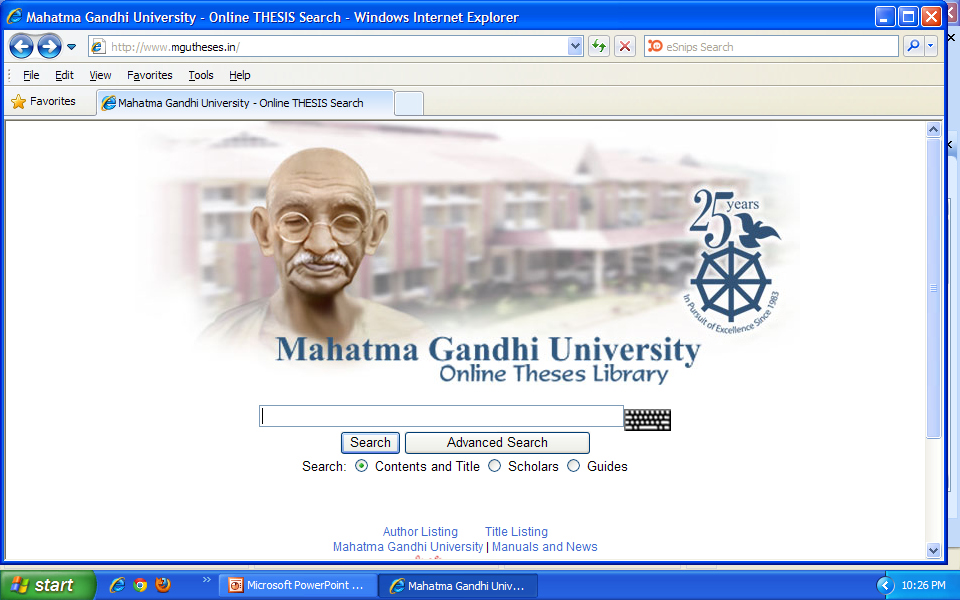 Mahatma Gandhi University - Online THESIS Search - Windows Internet Explorer
http://www.mgutheses.in/
eSnips Search
File Edit View Favorites Tools Help
Favorites
Mahatma Gandhi University - Online THESIS Search
25 years
In Pursuit of Excellence Since 1983
Mahatma Gandhi University
Online Theses Library
Search Advanced Search
Search: Contents and Title Scholars Guides
Author Listing Title Listing
Mahatma Gandhi University | Manuals and News
start
Microsoft PowerPoint ...
Mahatma Gandhi Univ...
10:26 PM